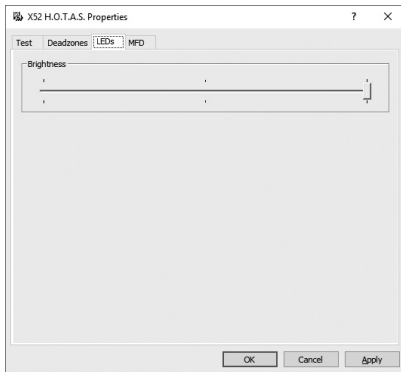 X52 H.O.T.A.S. Properties
Test Deadzones LEDs MFD
Brightness
OK Cancel Apply